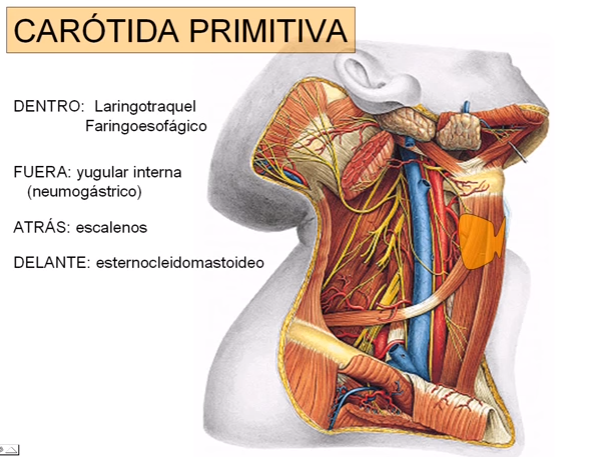 CARÓTIDA PRIMITIVA
DENTRO: Laringotraquel
Faringoesofágico
FUERA: yugular interna
(neumogástrico)
ATRÁS: escalenos
DELANTE: esternocleidomastoideo